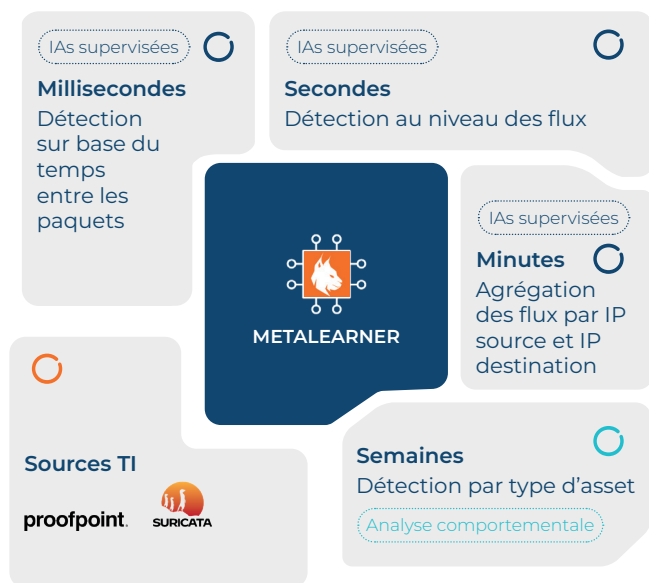 IAs supervisées
Millisecondes
Détection
sur base du
temps
entre les
paquets
IAs supervisées
Secondes
Détection au niveau des flux
METALEARNER
IAs supervisées
Minutes
Agrégation
des flux par IP
source et IP
destination
Sources TI
proofpoint.
SURICATA
Semaines
Détection par type d’asset
Analyse comportementale